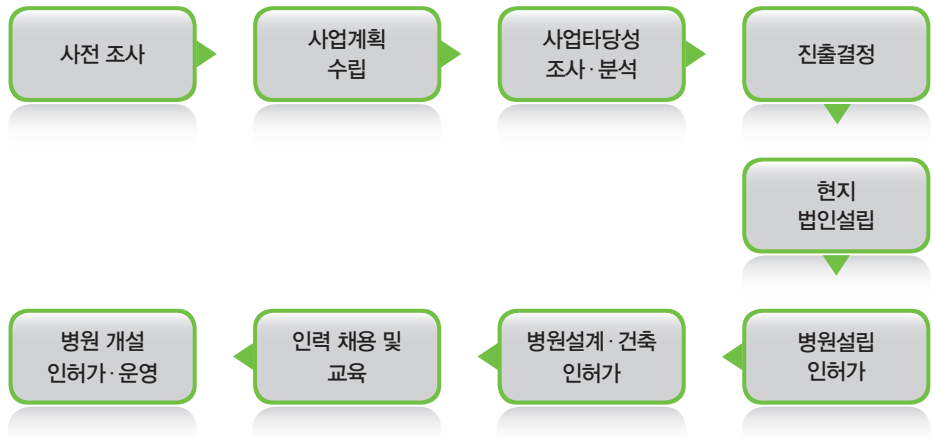 사전 조사
사업계획
수립
사업타당성
조사·분석
진출결정
현지
법인설립
병원설립
인허가
병원설계·건축
인허가
인력 채용 및
교육
병원 개설
인허가·운영